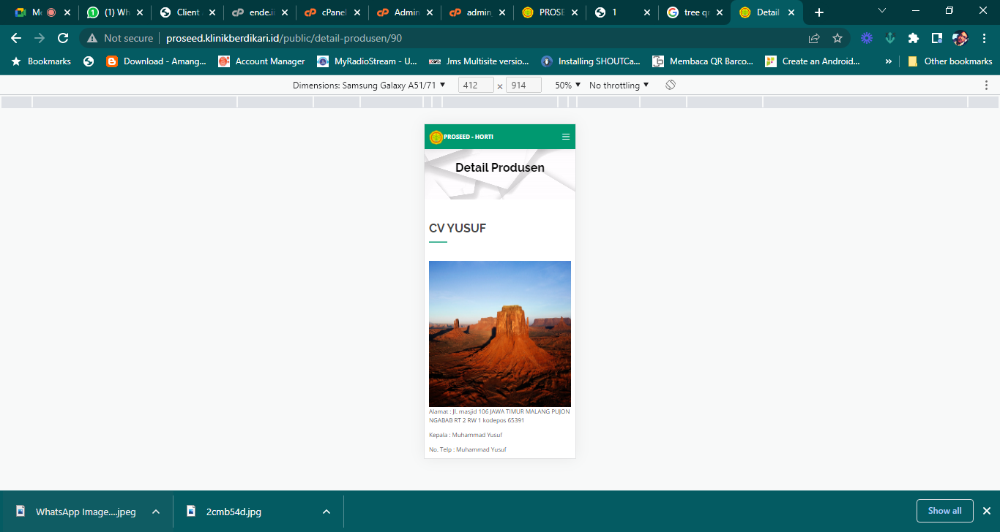 Me
(1) Wh
Client
ende.ii
cPanel
Admin
admin_
PROSE
1
tree qr
Detail
Not secure
proseed.klinikberdikari.id/public/detail-produsen/90
Bookmarks
Download - Amang...
Account Manager
MyRadioStream - U...
Jms Multisite versio...
Installing SHOUTCa...
Membaca QR Barco...
Create an Android...
»
Other bookmarks
Dimensions: Samsung Galaxy A51/71
412
×
914
50%
No throttling
PROSEED - HORTI
Detail Produsen
CV YUSUF
Alamat : Jl. masjid 106 JAWA TIMUR MALANG PUJON
NGABAB RT 2 RW 1 kodepos 65391
Kepala : Muhammad Yusuf
No. Telp : Muhammad Yusuf
WhatsApp Image....jpeg
2cmb54d.jpg
Show all